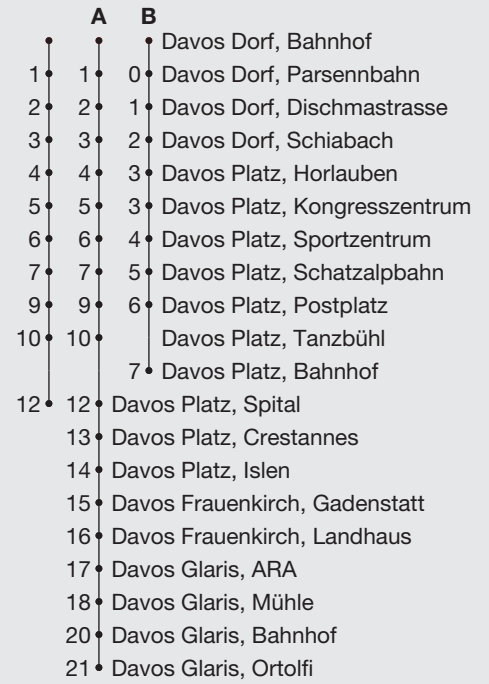 A B
Davos Dorf, Bahnhof
1 1 0 Davos Dorf, Parsennbahn
2 2 1 Davos Dorf, Dischmastrasse
3 3 2 Davos Dorf, Schiabach
4 4 3 Davos Platz, Horlauben
5 5 3 Davos Platz, Kongresszentrum
6 6 4 Davos Platz, Sportzentrum
7 7 5 Davos Platz, Schatzalpbahn
9 9 6 Davos Platz, Postplatz
10 10 Davos Platz, Tanzbühl
7 Davos Platz, Bahnhof
12 12 Davos Platz, Spital
13 Davos Platz, Crestannes
14 Davos Platz, Islen
15 Davos Frauenkirch, Gadenstatt
16 Davos Frauenkirch, Landhaus
17 Davos Glaris, ARA
18 Davos Glaris, Mühle
20 Davos Glaris, Bahnhof
21 Davos Glaris, Ortolfi